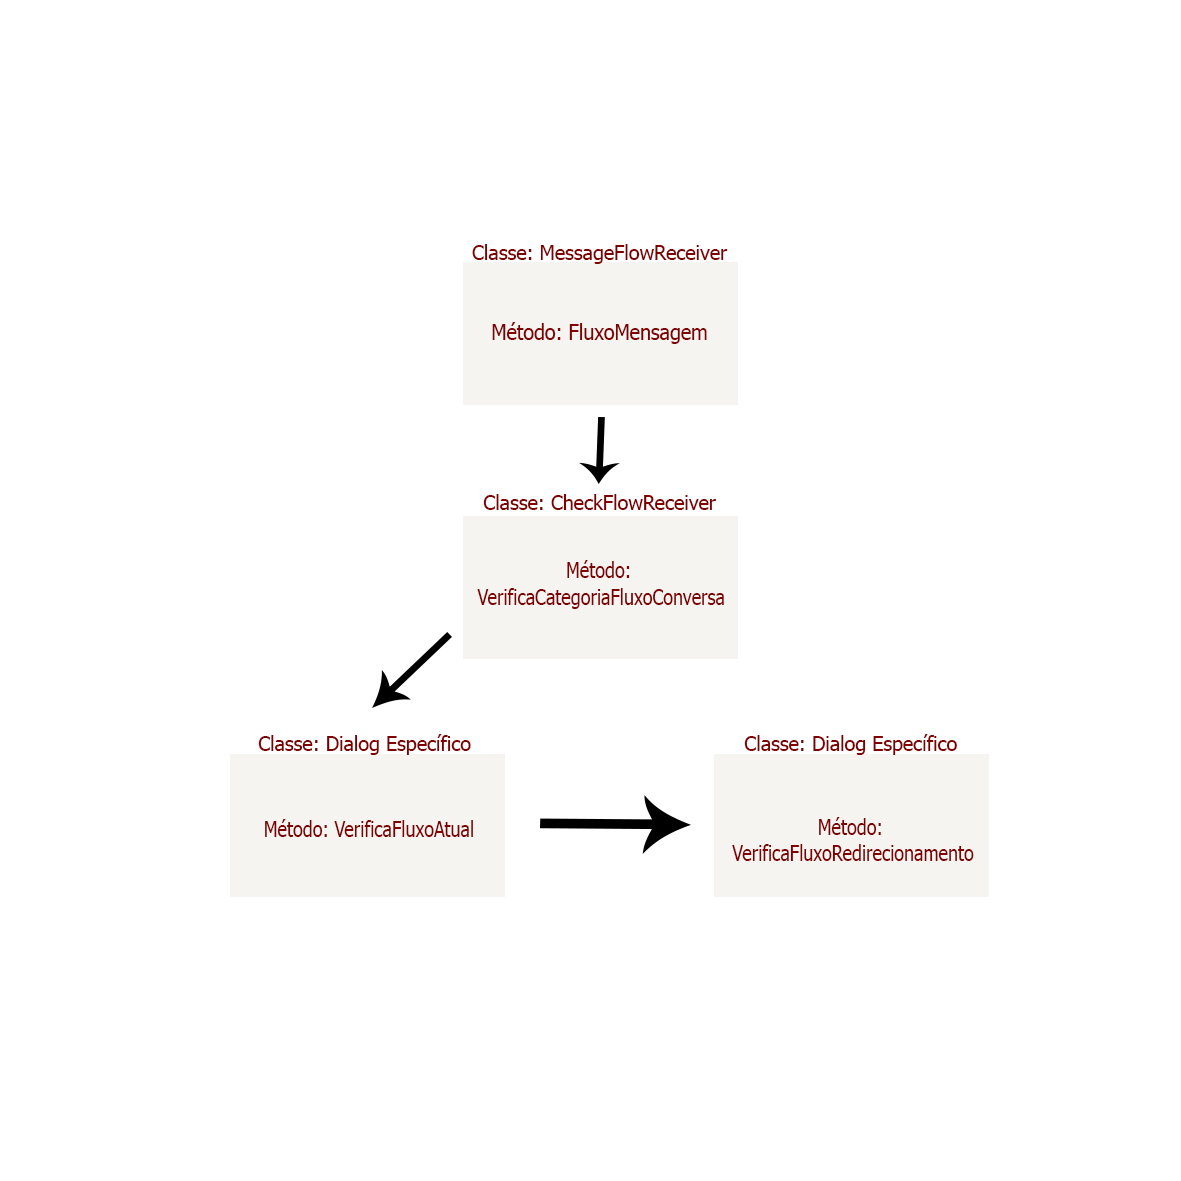 Classe: MessageFlowReceiver
Método: FluxoMensagem
Classe: CheckFlowReceiver
Método:
VerificaCategoriaFluxoConversa
Classe: Dialog Específico
Método: VerificaFluxoAtual
Classe: Dialog Específico
Método:
VerificaFluxoRedirecionamento